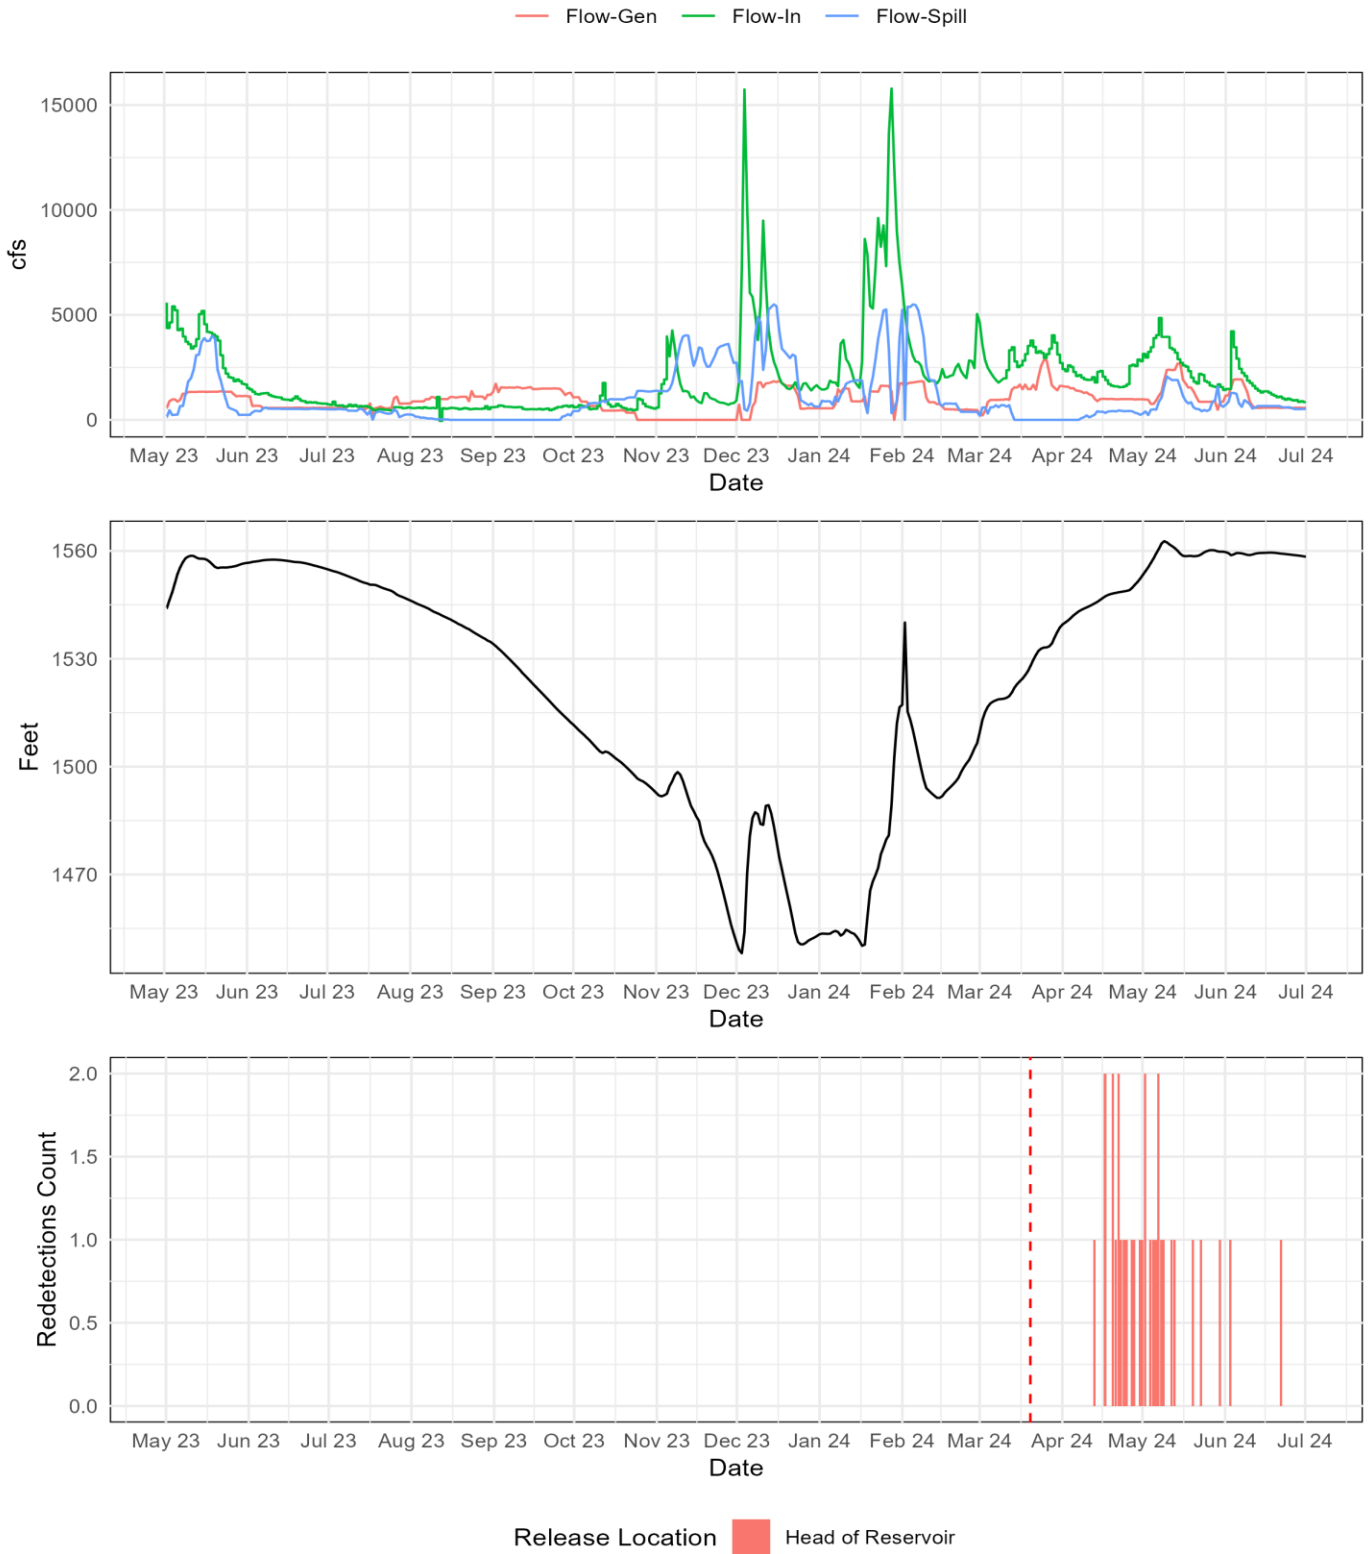 Flow-Gen Flow-In Flow-Spill
15000
10000
5000
0
cfs
May 23 Jun 23 Jul 23 Aug 23 Sep 23 Oct 23 Nov 23 Dec 23 Jan 24 Feb 24 Mar 24 Apr 24 May 24 Jun 24 Jul 24
Date
1560
1530
1500
1470
Feet
May 23 Jun 23 Jul 23 Aug 23 Sep 23 Oct 23 Nov 23 Dec 23 Jan 24 Feb 24 Mar 24 Apr 24 May 24 Jun 24 Jul 24
Date
2.0
1.5
1.0
0.5
0.0
Redetections Count
May 23 Jun 23 Jul 23 Aug 23 Sep 23 Oct 23 Nov 23 Dec 23 Jan 24 Feb 24 Mar 24 Apr 24 May 24 Jun 24 Jul 24
Date
Release Location Head of Reservoir